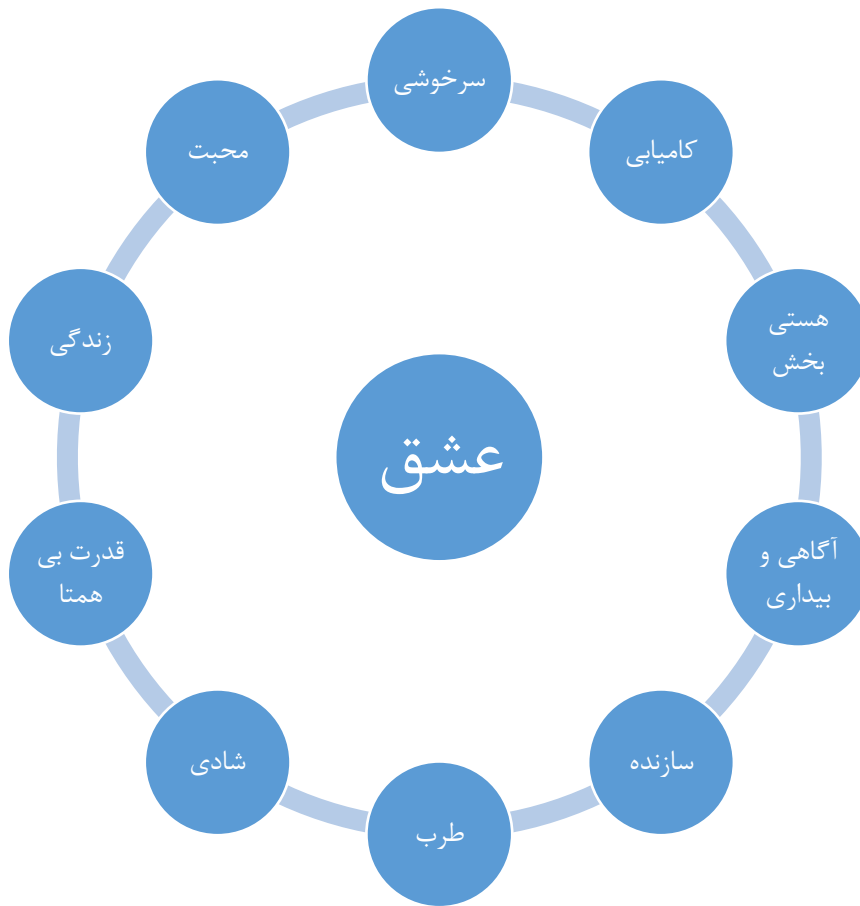 سرخوشی
کامیابی
هستی
بخش
آگاهی و
بیداری
سازنده
طرب
شادی
قدرت بی
همتا
زندگی
محبت
عشق